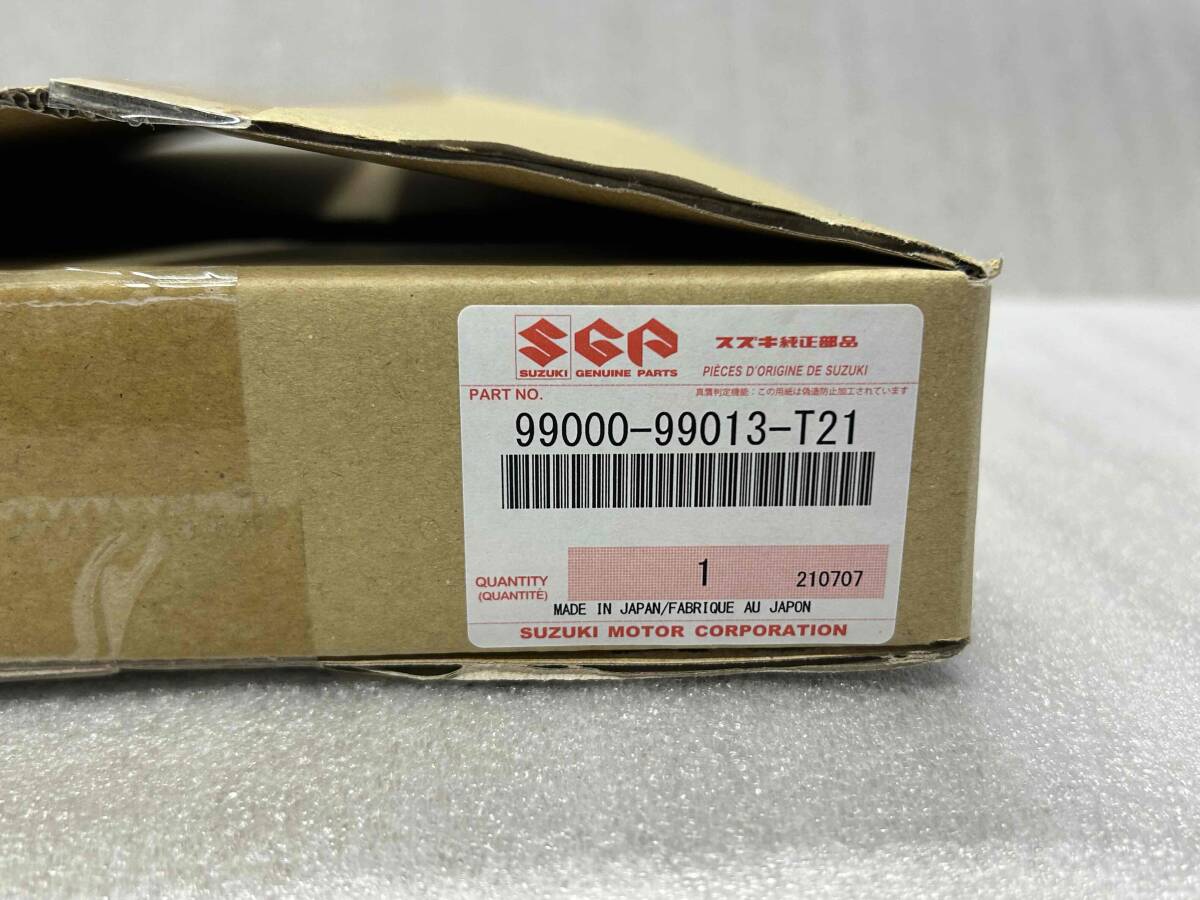 SGP スズキ純正部品
SUZUKI GENUINE PARTS PIÈCES D'ORIGINE DE SUZUKI
PART NO. 真贋判定機能:この用紙は偽造防止加工されています
99000-99013-T21
QUANTITY 1 210707
(QUANTITÉ)
MADE IN JAPAN/FABRIQUE AU JAPON
SUZUKI MOTOR CORPORATION